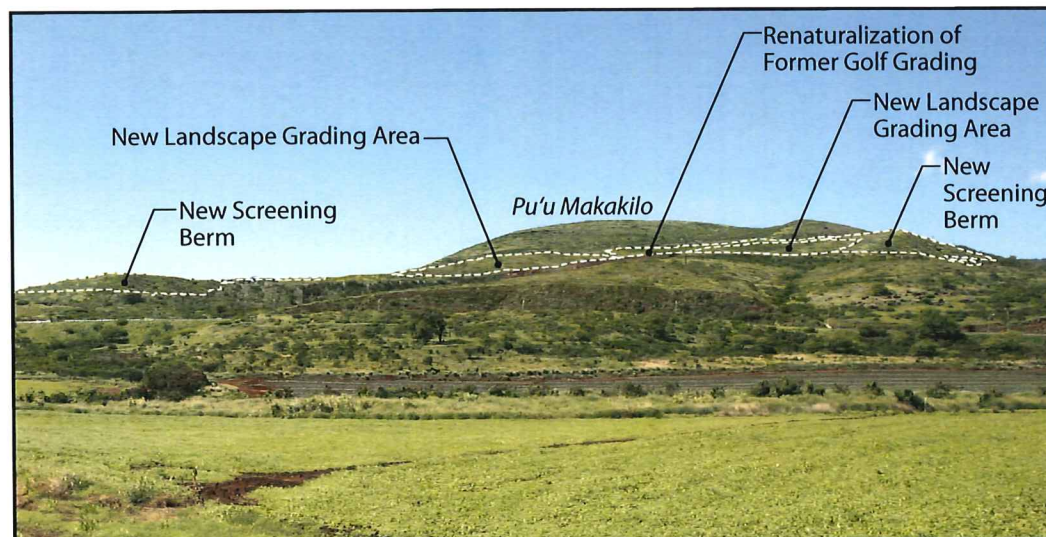 Renaturalization of
Former Golf Grading
New Landscape
Grading Area
New Landscape Grading Area
New
Screening
Berm
Pu'u Makakilo
New Screening
Berm